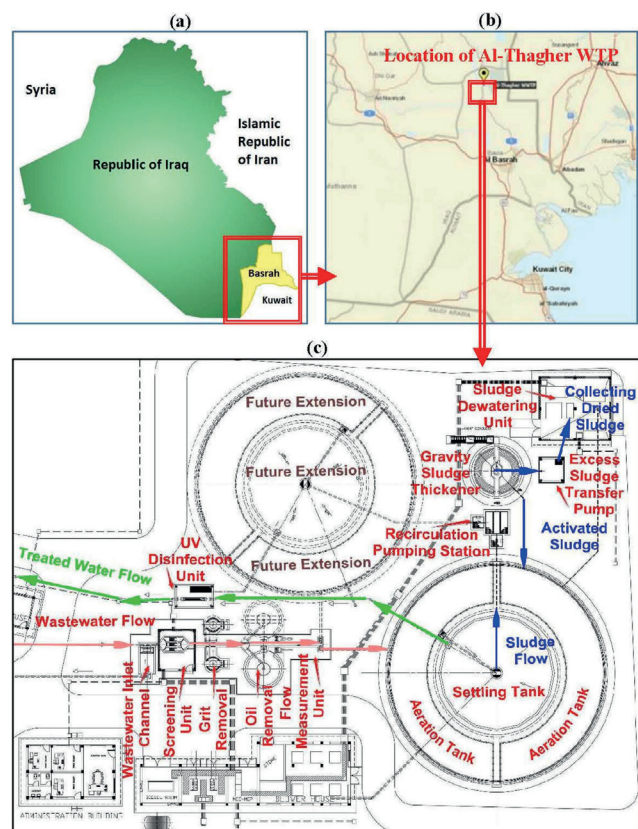 (a)
Syria
Islamic
Republic
of Iran
Republic of Iraq
Basrah
Kuwait
(b)
Location of Al-Thagher WTP
Ahvaz
Al Basrah
Abadan
Kuwait City
(c)
Future Extension
Future Extension
Future Extension
Sludge
Dewatering
Unit
Collecting
Dried
Sludge
Gravity
Sludge
Thickener
Excess
Sludge
Transfer
Pump
Recirculation
Pumping Station
Activated
Sludge
UV
Disinfection
Unit
Treated Water Flow
Wastewater Flow
Wastewater Inlet
Channel
Screening
Unit
Grit
Removal
Oil
Removal
Flow
Measurement
Unit
Sludge
Flow
Settling Tank
Aeration Tank
Aeration Tank
STORE
BLOWER HOUSE
ADMINISTRATION BUILDING